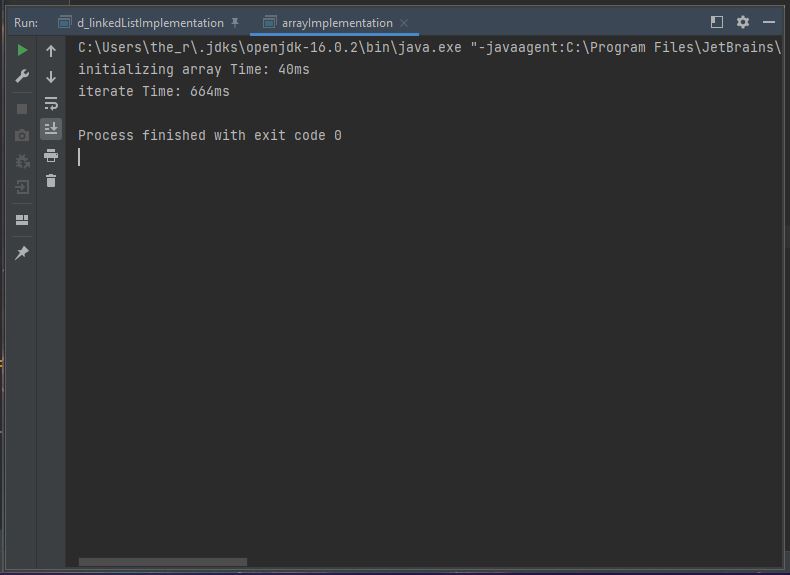 Run: d_linkedListImplementation arrayImplementation
C:\Users\the_r\.jdks\openjdk-16.0.2\bin\java.exe "-javaagent:C:\Program Files\JetBrains\
initializing array Time: 40ms
iterate Time: 664ms
Process finished with exit code 0